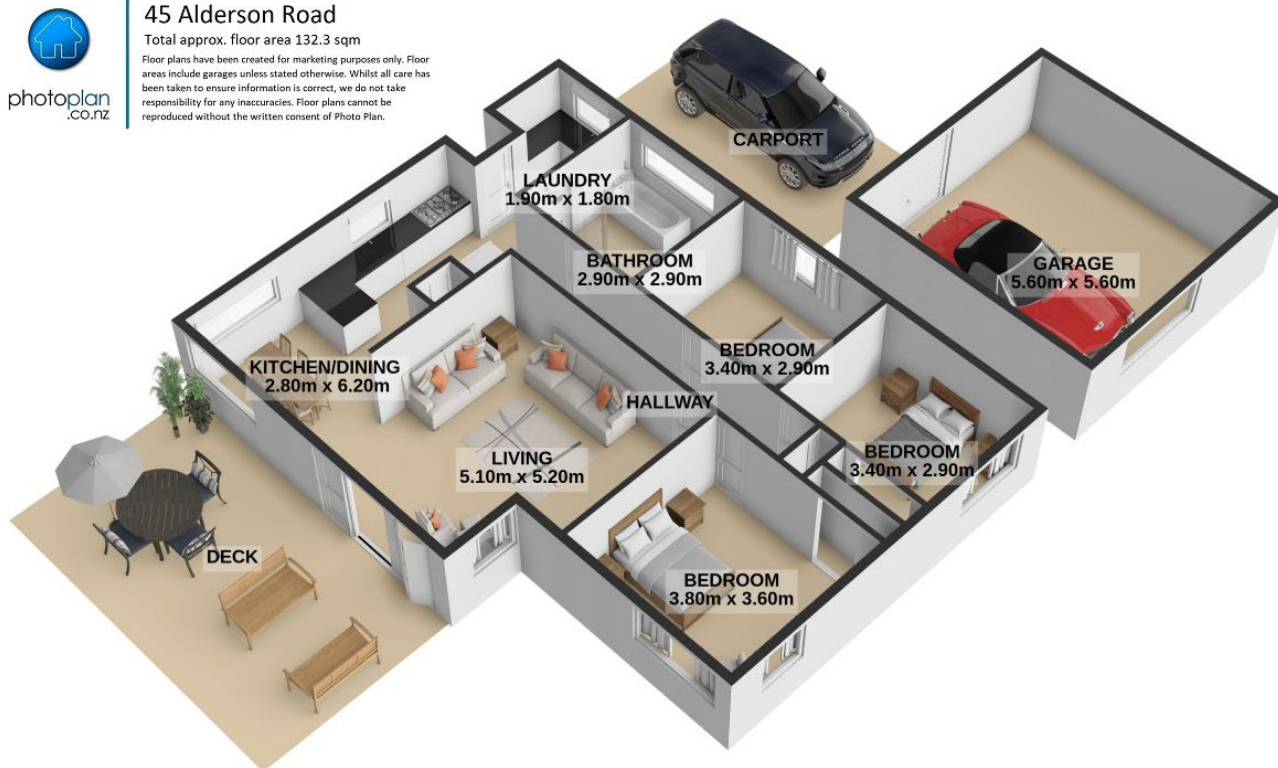 45 Alderson Road
Total approx. floor area 132.3 sqm
Floor plans have been created for marketing purposes only. Floor
areas include garages unless stated otherwise. Whilst all care has
been taken to ensure information is correct, we do not take
responsibility for any inaccuracies. Floor plans cannot be
reproduced without the written consent of Photo Plan.
photoplan
.co.nz
CARPORT
LAUNDRY
1.90m x 1.80m
BATHROOM
2.90m x 2.90m
GARAGE
5.60m x 5.60m
BEDROOM
3.40m x 2.90m
KITCHEN/DINING
2.80m x 6.20m
HALLWAY
LIVING
5.10m x 5.20m
BEDROOM
3.40m x 2.90m
DECK
BEDROOM
3.80m x 3.60m